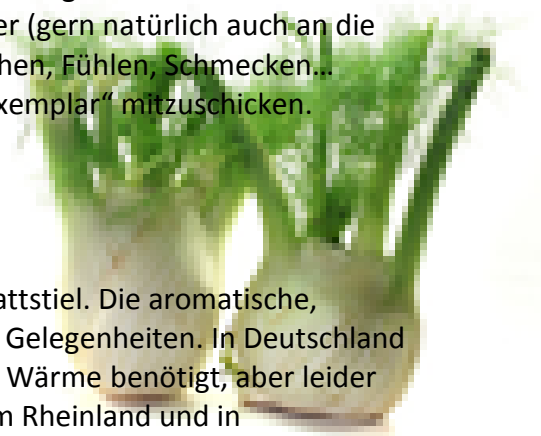 er (gern natürlich auch an die
hen, Fühlen, Schmecken…
xemplar“ mitzuschicken.
attstiel. Die aromatische,
Gelegenheiten. In Deutschland
Wärme benötigt, aber leider
m Rheinland und in